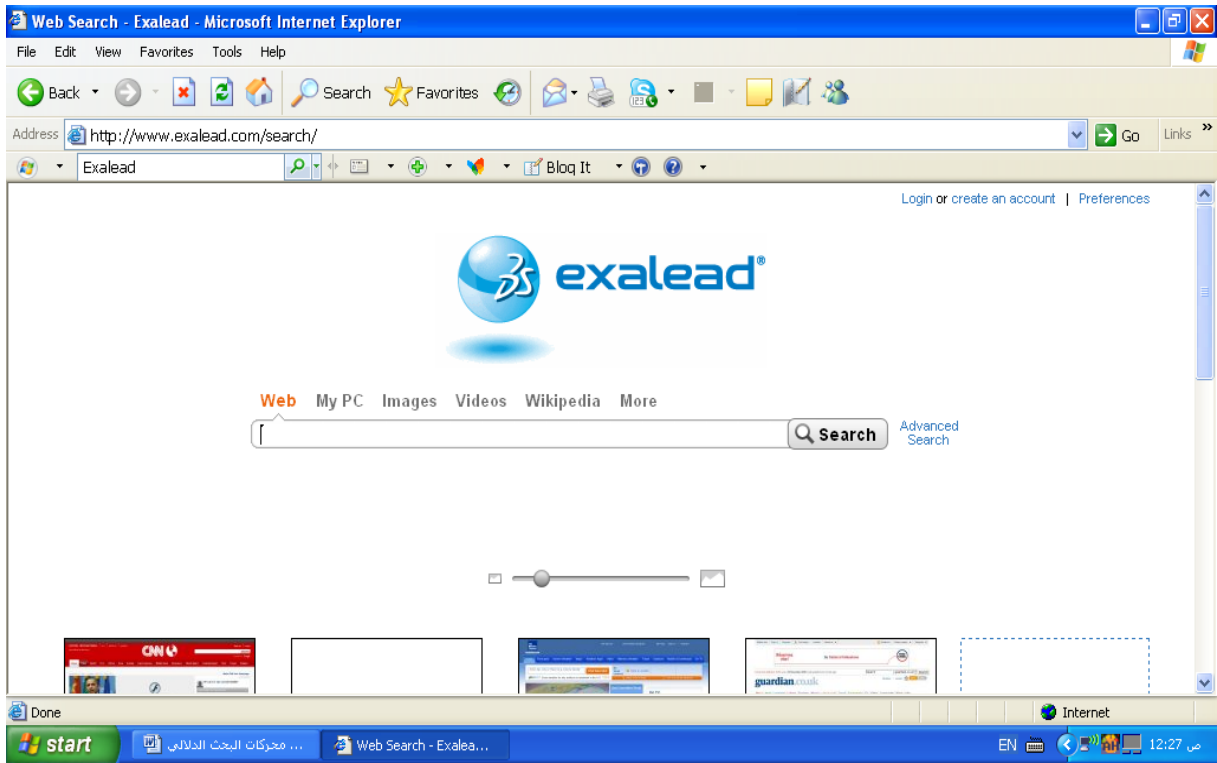 Web Search - Exalead - Microsoft Internet Explorer
File Edit View Favorites Tools Help
Back Search Favorites
Address http://www.exalead.com/search/ Go Links »
Exalead Blog It
Login or create an account | Preferences
exalead®
Web My PC Images Videos Wikipedia More
Search Advanced Search
CNN
guardian.co.uk
Done Internet
start محركات البحث الدلالي ... Web Search - Exalea... EN 12:27 ص